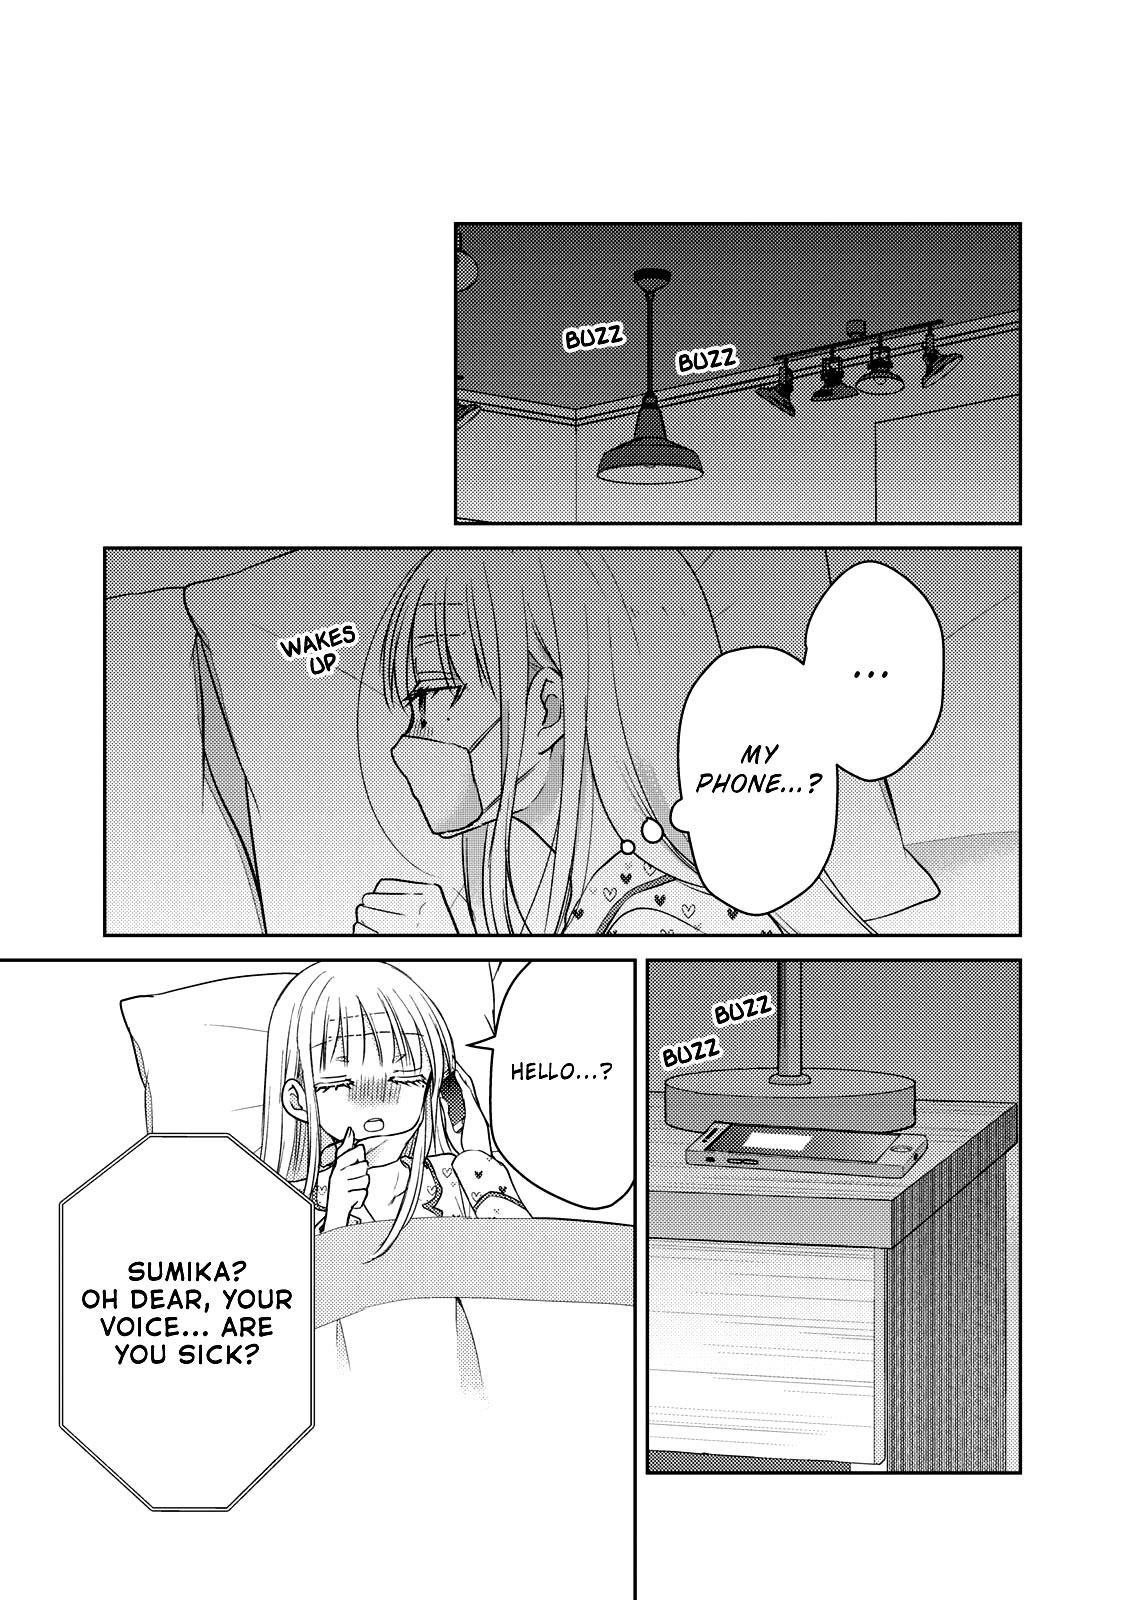 BUZZ
BUZZ
...
MY
PHONE...?
WAKES
UP
BUZZ
BUZZ
HELLO...?
SUMIKA?
OH DEAR, YOUR
VOICE... ARE
YOU SICK?